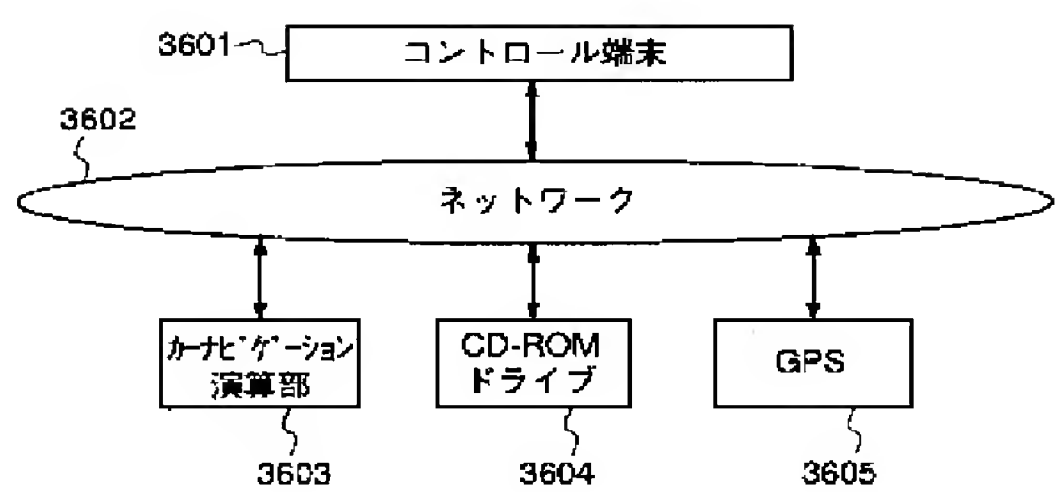 3601
コントロール端末
3602
ネットワーク
カーナビゲーション
演算部
CD-ROM
ドライブ
GPS
3603
3604
3605